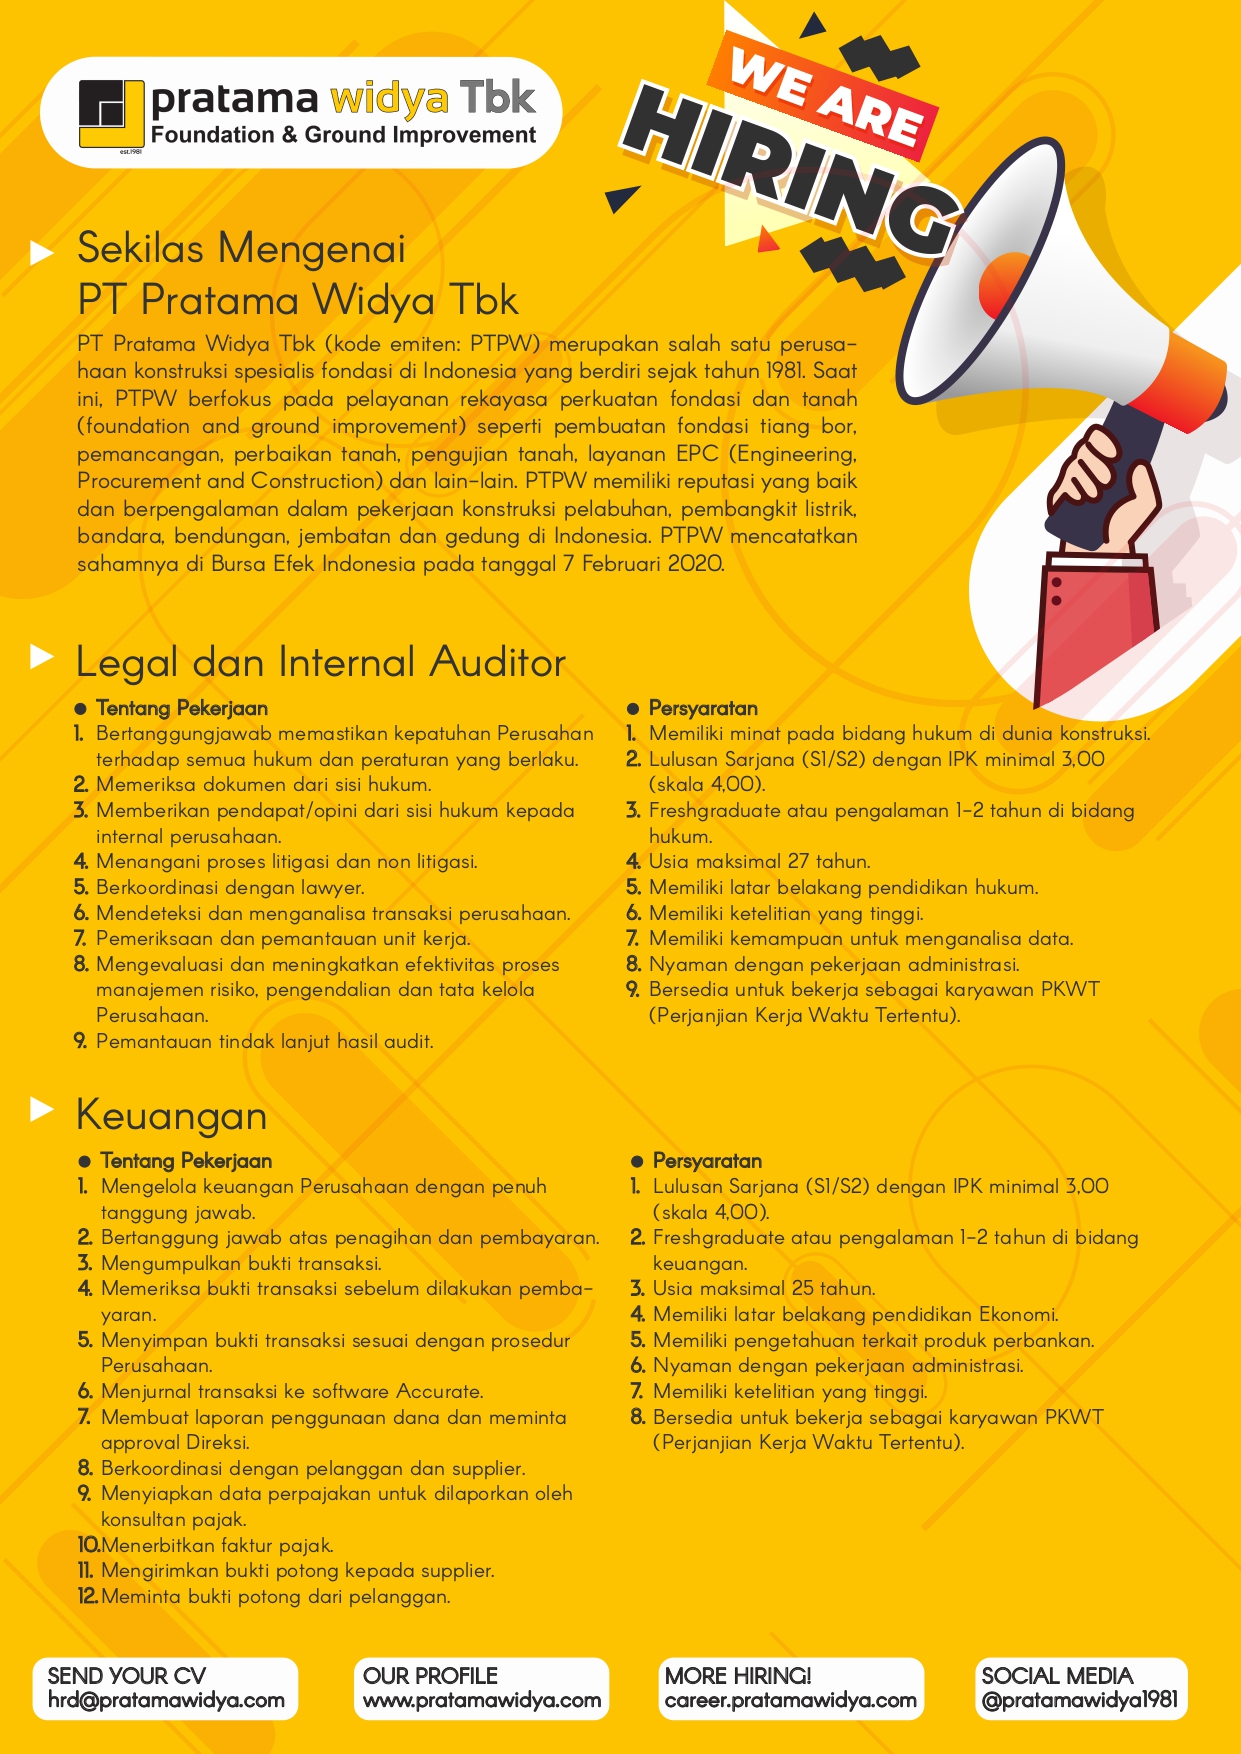 pratama widya Tbk
Foundation & Ground Improvement
est.1981
WE ARE
HIRING
Sekilas Mengenai
PT Pratama Widya Tbk
PT Pratama Widya Tbk (kode emiten: PTPW) merupakan salah satu perusa-
haan konstruksi spesialis fondasi di Indonesia yang berdiri sejak tahun 1981. Saat
ini, PTPW berfokus pada pelayanan rekayasa perkuatan fondasi dan tanah
(foundation and ground improvement) seperti pembuatan fondasi tiang bor,
pemancangan, perbaikan tanah, pengujian tanah, layanan EPC (Engineering,
Procurement and Construction) dan lain-lain. PTPW memiliki reputasi yang baik
dan berpengalaman dalam pekerjaan konstruksi pelabuhan, pembangkit listrik,
bandara, bendungan, jembatan dan gedung di Indonesia. PTPW mencatatkan
sahamnya di Bursa Efek Indonesia pada tanggal 7 Februari 2020.
Legal dan Internal Auditor
● Tentang Pekerjaan
1. Bertanggungjawab memastikan kepatuhan Perusahan
terhadap semua hukum dan peraturan yang berlaku.
2. Memeriksa dokumen dari sisi hukum.
3. Memberikan pendapat/opini dari sisi hukum kepada
internal perusahaan.
4. Menangani proses litigasi dan non litigasi.
5. Berkoordinasi dengan lawyer.
6. Mendeteksi dan menganalisa transaksi perusahaan.
7. Pemeriksaan dan pemantauan unit kerja.
8. Mengevaluasi dan meningkatkan efektivitas proses
manajemen risiko, pengendalian dan tata kelola
Perusahaan.
9. Pemantauan tindak lanjut hasil audit.
● Persyaratan
1. Memiliki minat pada bidang hukum di dunia konstruksi.
2. Lulusan Sarjana (S1/S2) dengan IPK minimal 3,00
(skala 4,00).
3. Freshgraduate atau pengalaman 1-2 tahun di bidang
hukum.
4. Usia maksimal 27 tahun.
5. Memiliki latar belakang pendidikan hukum.
6. Memiliki ketelitian yang tinggi.
7. Memiliki kemampuan untuk menganalisa data.
8. Nyaman dengan pekerjaan administrasi.
9. Bersedia untuk bekerja sebagai karyawan PKWT
(Perjanjian Kerja Waktu Tertentu).
Keuangan
● Tentang Pekerjaan
1. Mengelola keuangan Perusahaan dengan penuh
tanggung jawab.
2. Bertanggung jawab atas penagihan dan pembayaran.
3. Mengumpulkan bukti transaksi.
4. Memeriksa bukti transaksi sebelum dilakukan pemba-
yaran.
5. Menyimpan bukti transaksi sesuai dengan prosedur
Perusahaan.
6. Menjurnal transaksi ke software Accurate.
7. Membuat laporan penggunaan dana dan meminta
approval Direksi.
8. Berkoordinasi dengan pelanggan dan supplier.
9. Menyiapkan data perpajakan untuk dilaporkan oleh
konsultan pajak.
10.Menerbitkan faktur pajak.
11. Mengirimkan bukti potong kepada supplier.
12.Meminta bukti potong dari pelanggan.
● Persyaratan
1. Lulusan Sarjana (S1/S2) dengan IPK minimal 3,00
(skala 4,00).
2. Freshgraduate atau pengalaman 1-2 tahun di bidang
keuangan.
3. Usia maksimal 25 tahun.
4. Memiliki latar belakang pendidikan Ekonomi.
5. Memiliki pengetahuan terkait produk perbankan.
6. Nyaman dengan pekerjaan administrasi.
7. Memiliki ketelitian yang tinggi.
8. Bersedia untuk bekerja sebagai karyawan PKWT
(Perjanjian Kerja Waktu Tertentu).
SEND YOUR CV
hrd@pratamawidya.com
OUR PROFILE
www.pratamawidya.com
MORE HIRING!
career.pratamawidya.com
SOCIAL MEDIA
@pratamawidya1981